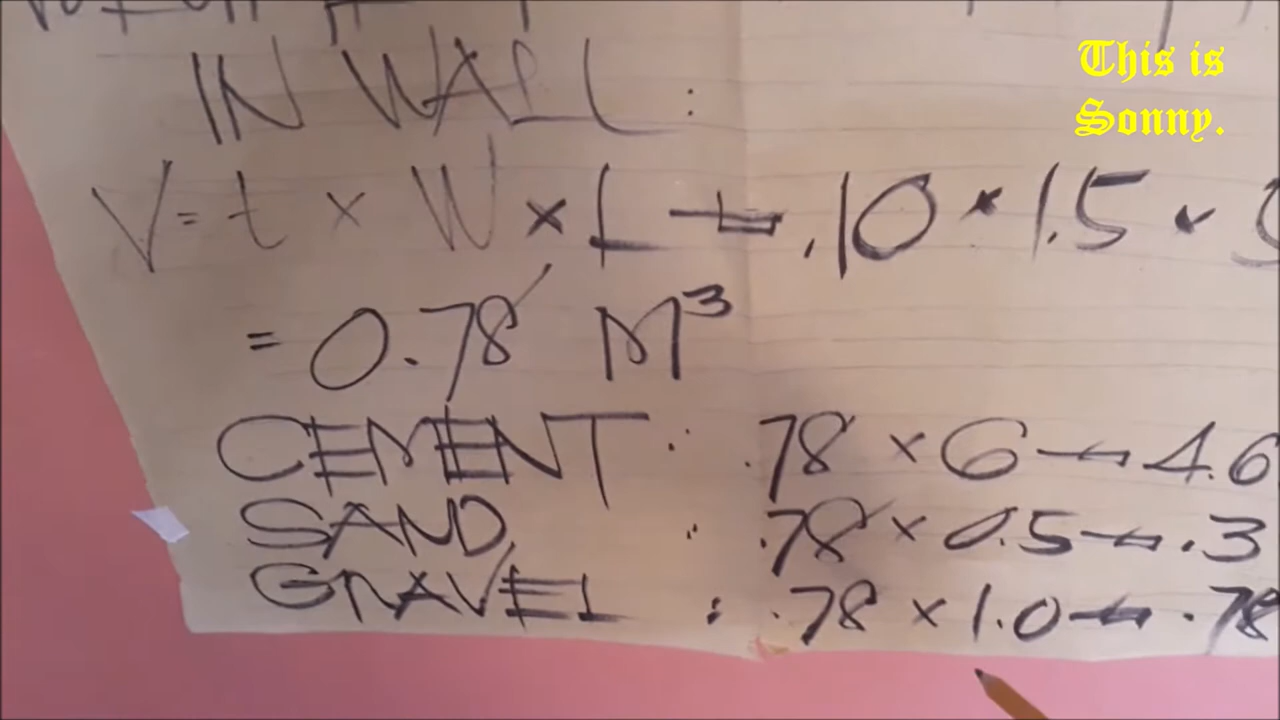 This is
Sonny.
IN WALL :
V = t x W x L = .10 x 1.5 x
= 0.78 M³
CEMENT : .78 x 6 = 4.6
SAND : .78 x 0.5 = .3
GRAVEL : .78 x 1.0 = .78